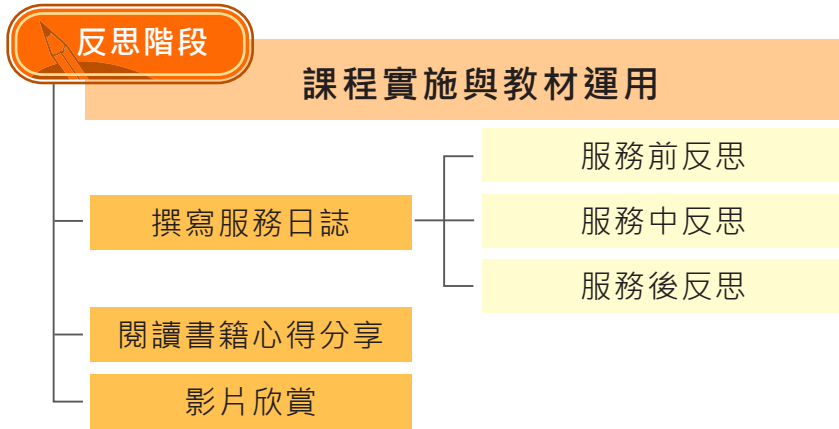 反思階段
課程實施與教材運用
撰寫服務日誌
服務前反思
服務中反思
服務後反思
閱讀書籍心得分享
影片欣賞